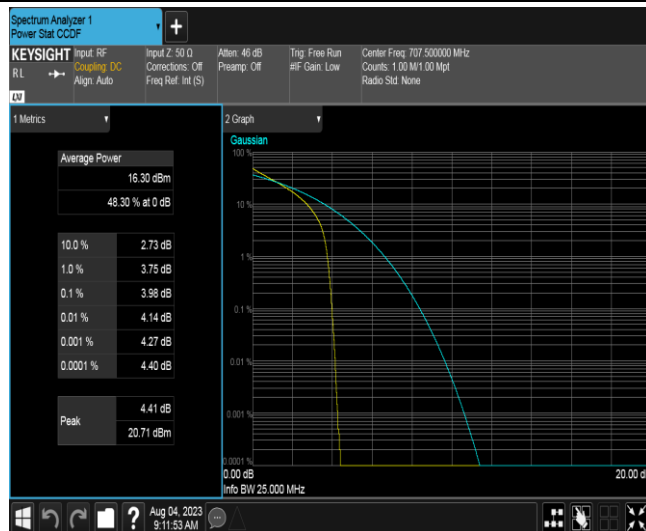 Spectrum Analyzer 1
Power Stat CCDF
+
KEYSIGHT
RL
Input: RF
Coupling: DC
Align: Auto
Input Z: 50 Ω
Corrections: Off
Freq Ref: Int (S)
Atten: 46 dB
Preamp: Off
Trig: Free Run
#IF Gain: Low
Center Freq: 707.500000 MHz
Counts: 1.00 M/1.00 Mpt
Radio Std: None
LXI
1 Metrics
Average Power
16.30 dBm
48.30 % at 0 dB
10.0 % 2.73 dB
1.0 % 3.75 dB
0.1 % 3.98 dB
0.01 % 4.14 dB
0.001 % 4.27 dB
0.0001 % 4.40 dB
Peak
4.41 dB
20.71 dBm
2 Graph
Gaussian
100 %
10 %
1 %
0.1 %
0.01 %
0.001 %
0.0001 %
0.00 dB
20.00 d
Info BW 25.000 MHz
?
Aug 04, 2023
9:11:53 AM